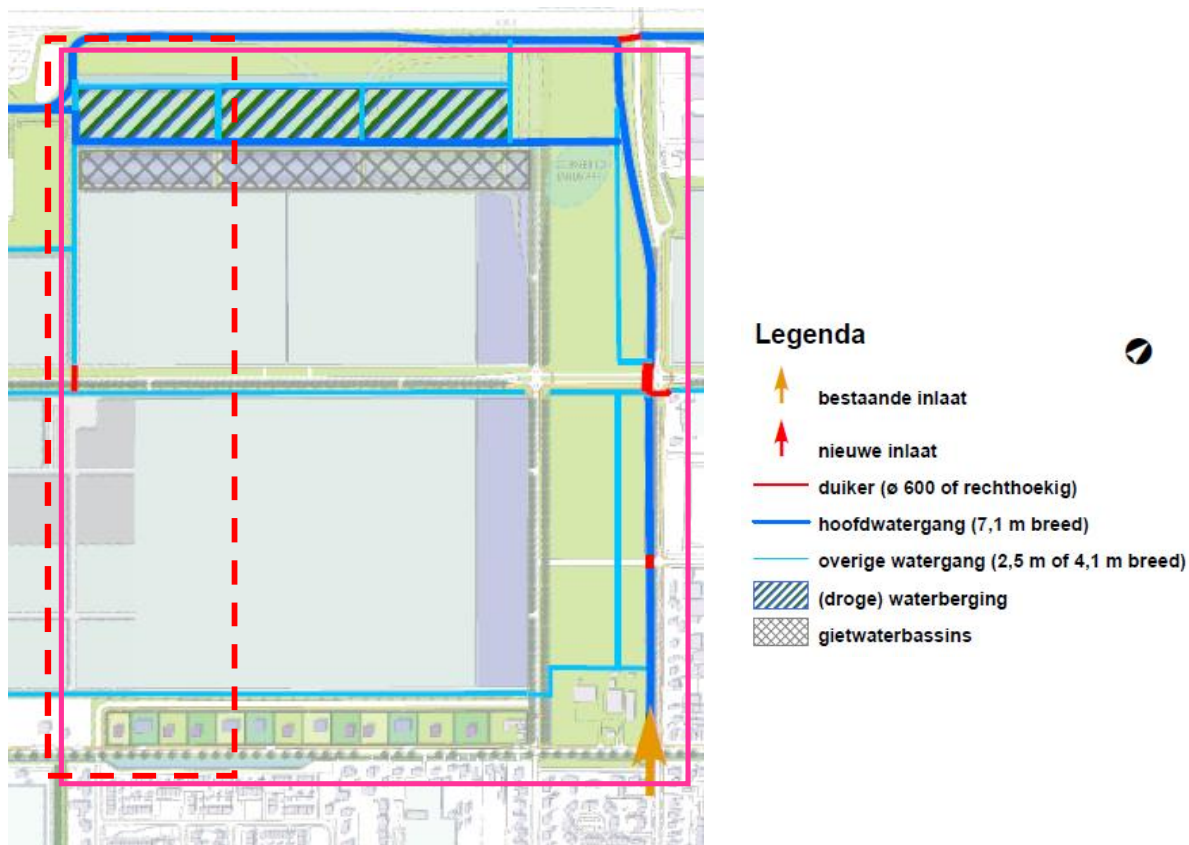 Legenda
bestaande inlaat
nieuwe inlaat
duiker (ø 600 of rechthoekig)
hoofdwatergang (7,1 m breed)
overige watergang (2,5 m of 4,1 m breed)
(droge) waterberging
gietwaterbassins